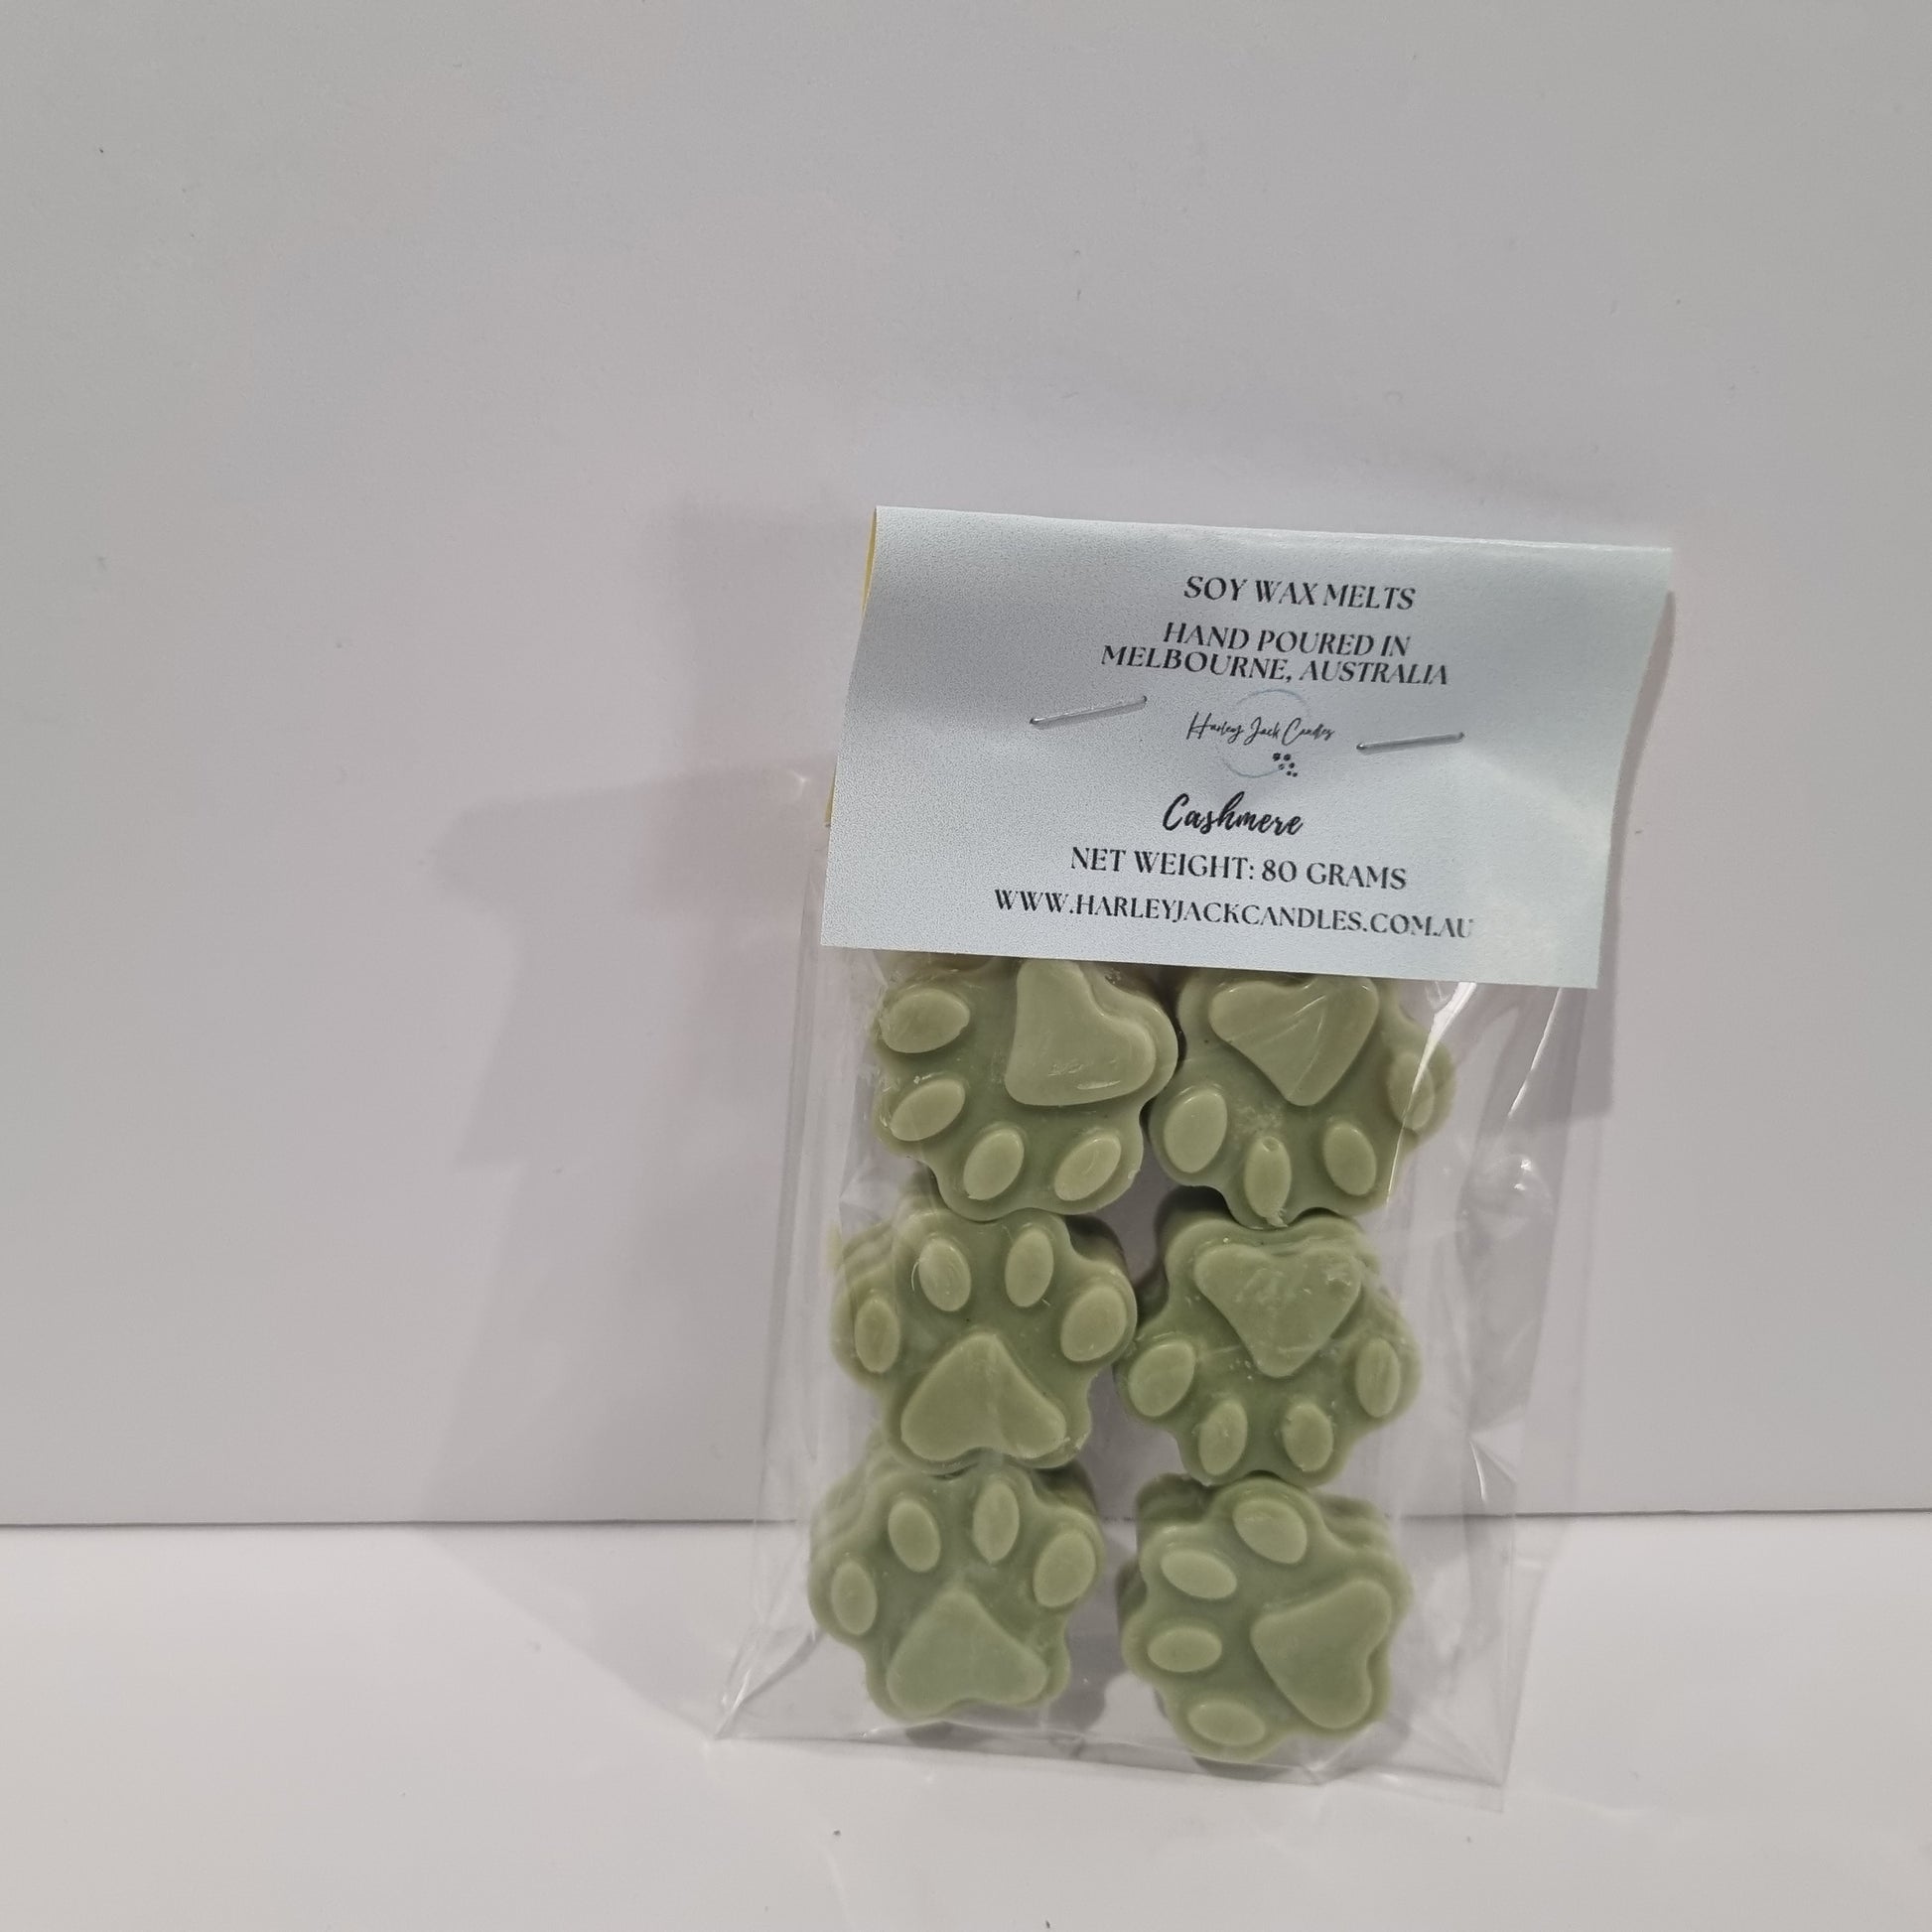 SOY WAX MELTS
HAND POURED IN
MELBOURNE, AUSTRALIA
Harley Jack Candles
Cashmere
NET WEIGHT: 80 GRAMS
WWW.HARLEYJACKCANDLES.COM.AU